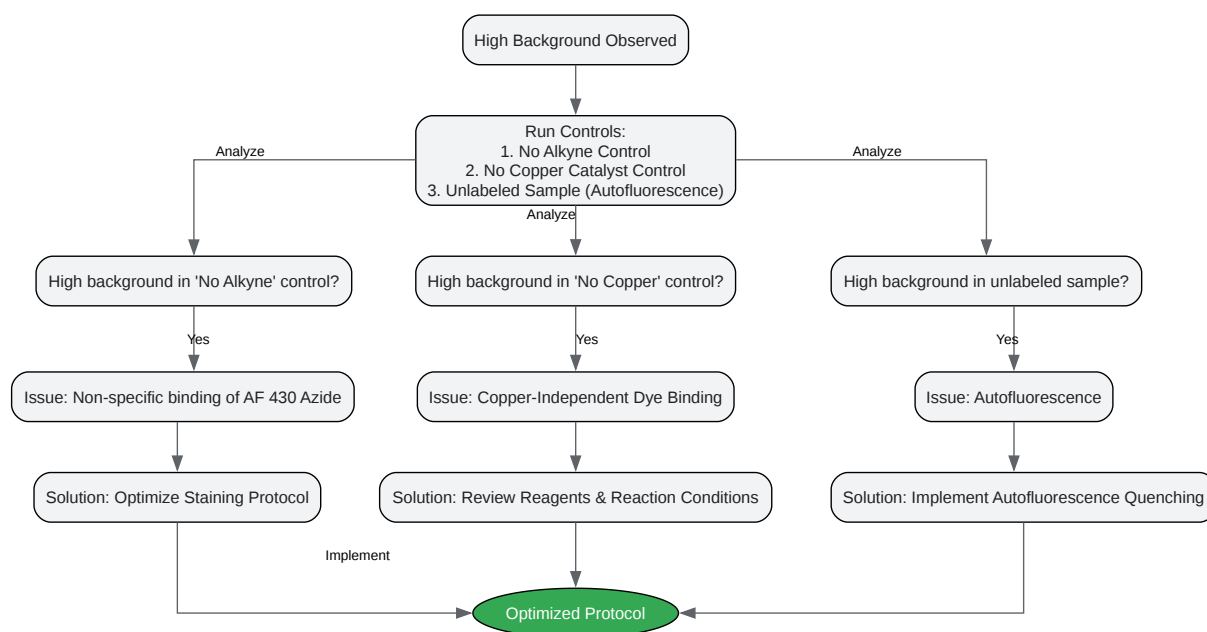 High Background Observed
Run Controls:
1. No Alkyne Control
2. No Copper Catalyst Control
3. Unlabeled Sample (Autofluorescence)
Analyze
Analyze
Analyze
High background in 'No Alkyne' control?
High background in 'No Copper' control?
High background in unlabeled sample?
Yes
Yes
Yes
Issue: Non-specific binding of AF 430 Azide
Issue: Copper-Independent Dye Binding
Issue: Autofluorescence
Solution: Optimize Staining Protocol
Solution: Review Reagents & Reaction Conditions
Solution: Implement Autofluorescence Quenching
Implement
Optimized Protocol